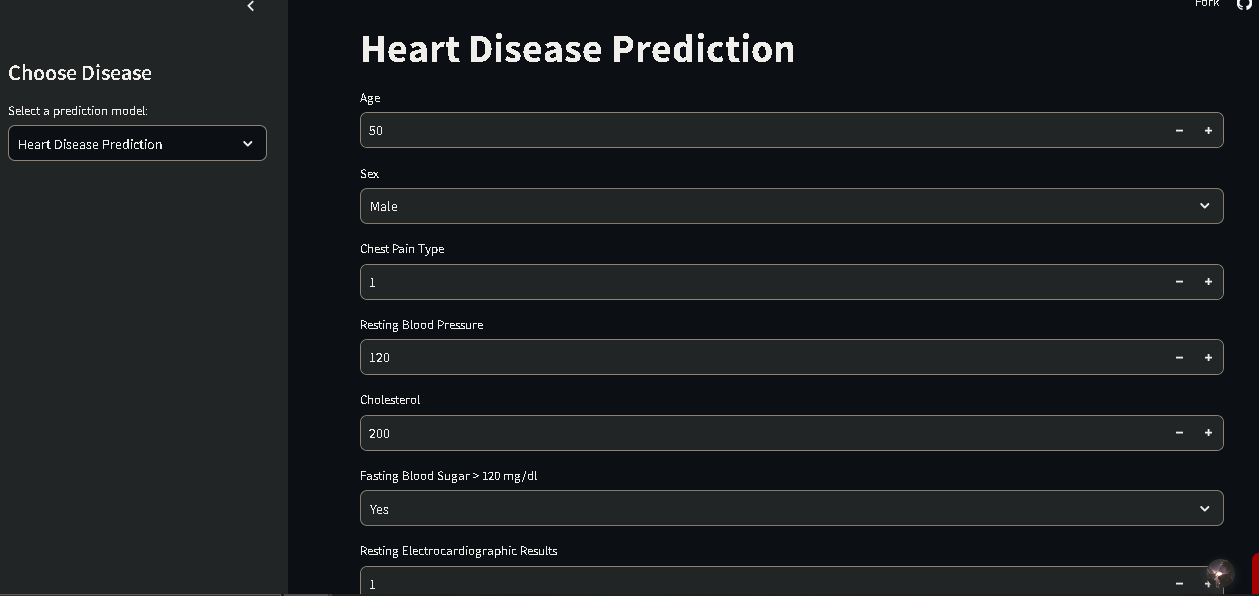 Fork
Choose Disease
Select a prediction model:
Heart Disease Prediction
Heart Disease Prediction
Age
50
Sex
Male
Chest Pain Type
1
Resting Blood Pressure
120
Cholesterol
200
Fasting Blood Sugar > 120 mg/dl
Yes
Resting Electrocardiographic Results
1